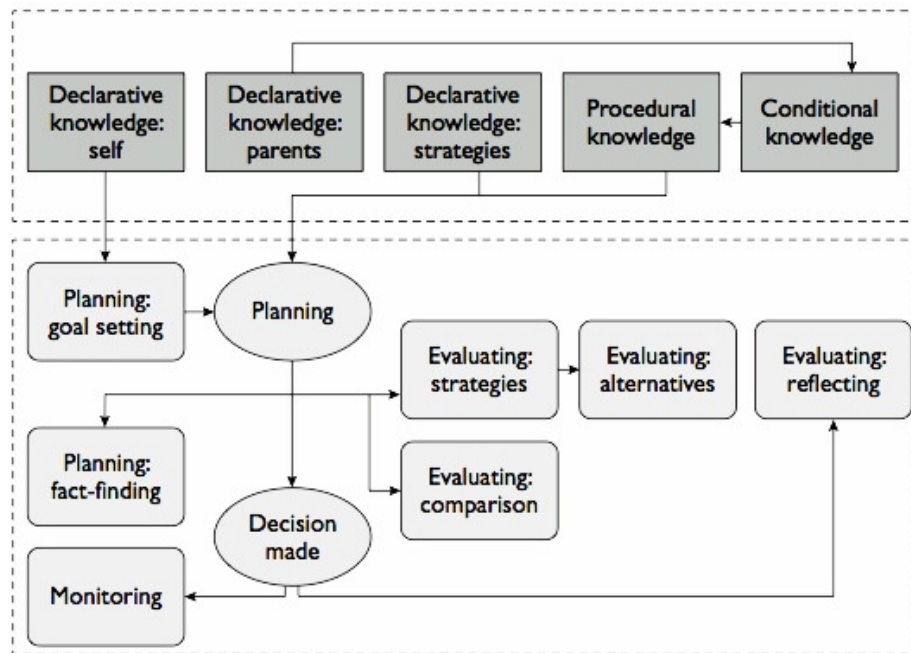 Declarative
knowledge:
self
Declarative
knowledge:
parents
Declarative
knowledge:
strategies
Procedural
knowledge
Conditional
knowledge
Planning:
goal setting
Planning
Evaluating:
strategies
Evaluating:
alternatives
Evaluating:
reflecting
Planning:
fact-finding
Evaluating:
comparison
Decision
made
Monitoring